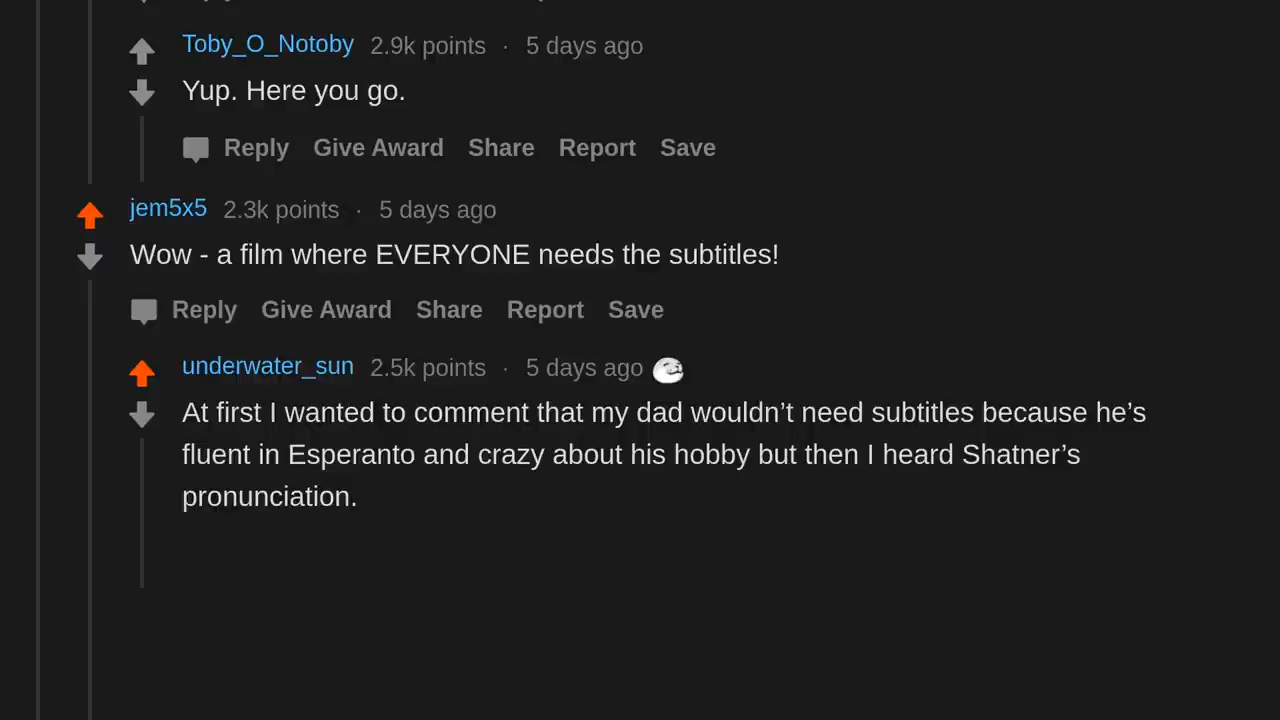 Toby_O_Notoby 2.9k points · 5 days ago
Yup. Here you go.
Reply Give Award Share Report Save
jem5x5 2.3k points · 5 days ago
Wow - a film where EVERYONE needs the subtitles!
Reply Give Award Share Report Save
underwater_sun 2.5k points · 5 days ago
At first I wanted to comment that my dad wouldn’t need subtitles because he’s
fluent in Esperanto and crazy about his hobby but then I heard Shatner’s
pronunciation.